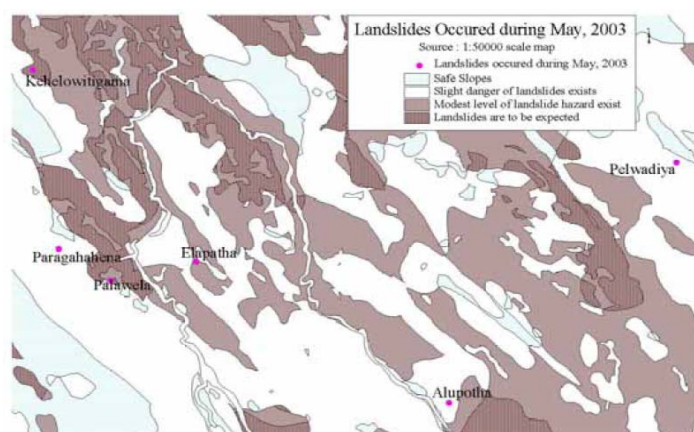 Landslides Occured during May, 2003
Source : 1:50000 scale map
Landslides occured during May, 2003
Safe Slopes
Slight danger of landslides exists
Modest level of landslide hazard exist
Landslides are to be expected
Kehelowitigama
Pelwadiya
Paragahahena
Elapatha
Palawela
Alupotha